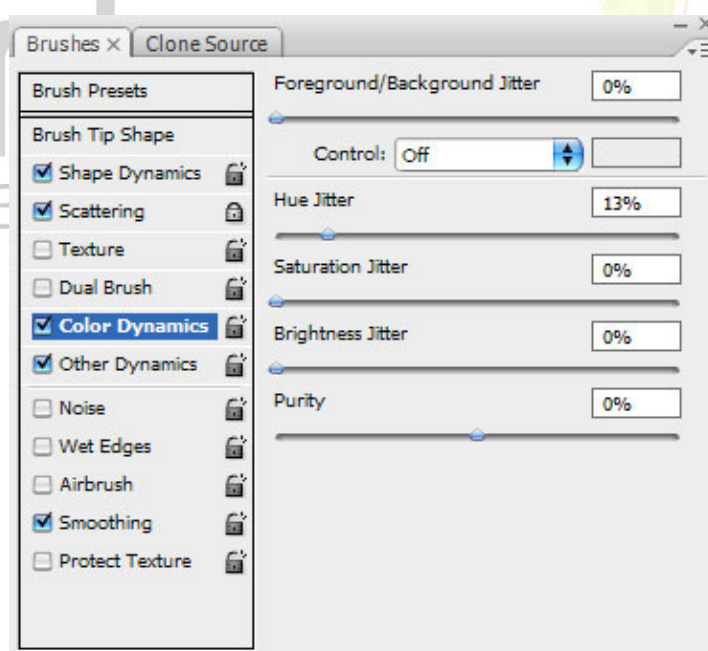 Brushes × Clone Source
Brush Presets
Brush Tip Shape
Shape Dynamics
Scattering
Texture
Dual Brush
Color Dynamics
Other Dynamics
Noise
Wet Edges
Airbrush
Smoothing
Protect Texture
Foreground/Background Jitter 0%
Control: Off
Hue Jitter 13%
Saturation Jitter 0%
Brightness Jitter 0%
Purity 0%